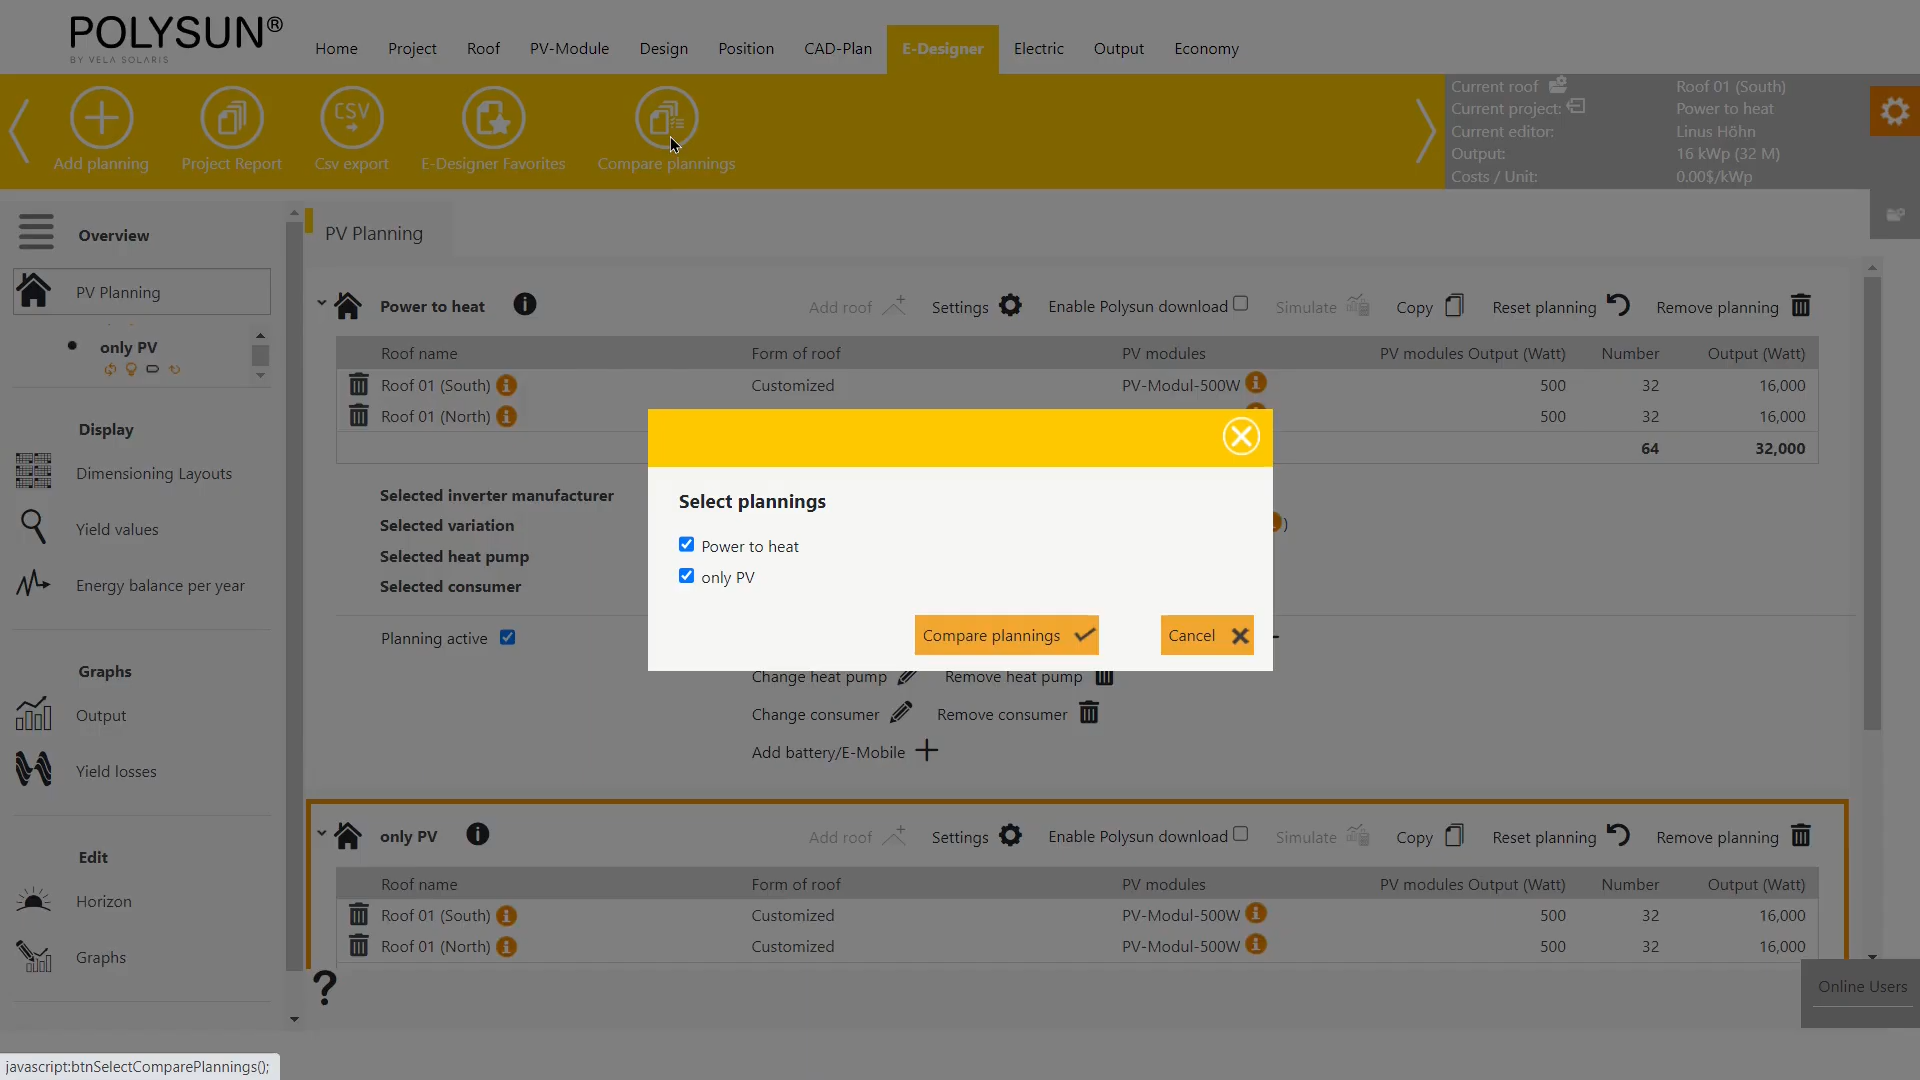 POLYSUN®
BY VELA SOLARIS
Home Project Roof PV-Module Design Position CAD-Plan E-Designer Electric Output Economy
Add planning Project Report Csv export E-Designer Favorites Compare plannings
CSV
Current roof Roof 01 (South)
Current project: Power to heat
Current editor: Linus Höhn
Output: 16 kWp (32 M)
Costs / Unit: 0.00$/kWp
Overview
PV Planning
only PV
Display
Dimensioning Layouts
Yield values
Energy balance per year
Graphs
Output
Yield losses
Edit
Horizon
Graphs
PV Planning
Power to heat Add roof Settings Enable Polysun download Simulate Copy Reset planning Remove planning
Roof name Form of roof PV modules PV modules Output (Watt) Number Output (Watt)
Roof 01 (South) Customized PV-Modul-500W 500 32 16,000
Roof 01 (North) 500 32 16,000
64 32,000
Selected inverter manufacturer
Selected variation )
Selected heat pump
Selected consumer
Planning active
Select plannings
Power to heat
only PV
Compare plannings Cancel
Change heat pump Remove heat pump
Change consumer Remove consumer
Add battery/E-Mobile
only PV Add roof Settings Enable Polysun download Simulate Copy Reset planning Remove planning
Roof name Form of roof PV modules PV modules Output (Watt) Number Output (Watt)
Roof 01 (South) Customized PV-Modul-500W 500 32 16,000
Roof 01 (North) Customized PV-Modul-500W 500 32 16,000
?
Online Users
javascript:btnSelectComparePlannings();